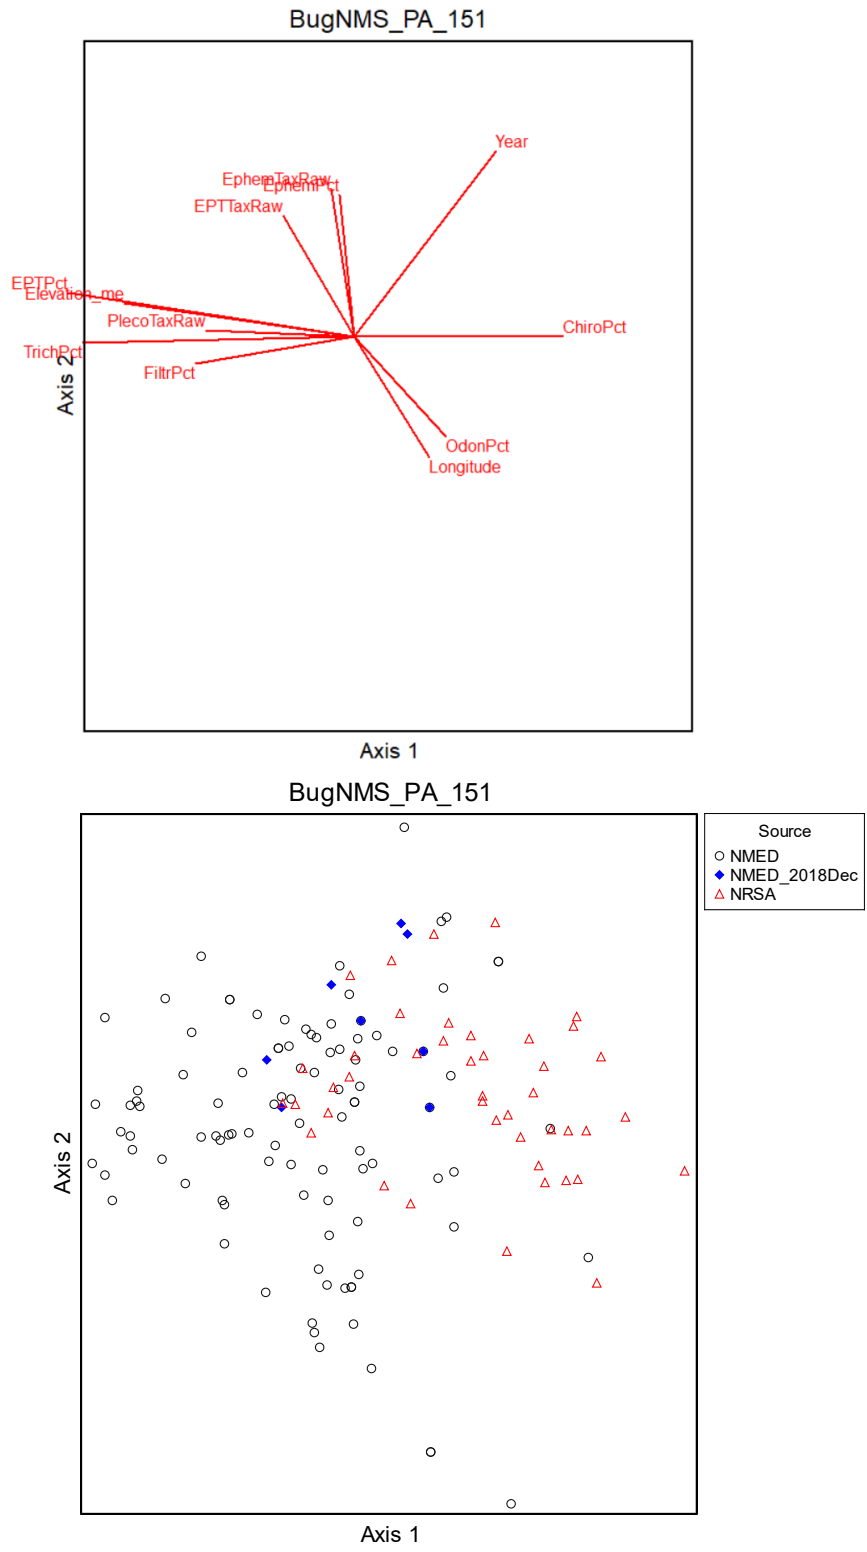 BugNMS_PA_151
Year
EphemTaxRaw
EphemPct
EPTTaxRaw
EPTPct
Elevation_me
PlecoTaxRaw
ChiroPct
TrichPct
FiltrPct
Axis 2
OdonPct
Longitude
Axis 1
BugNMS_PA_151
Source
NMED
NMED_2018Dec
NRSA
Axis 2
Axis 1